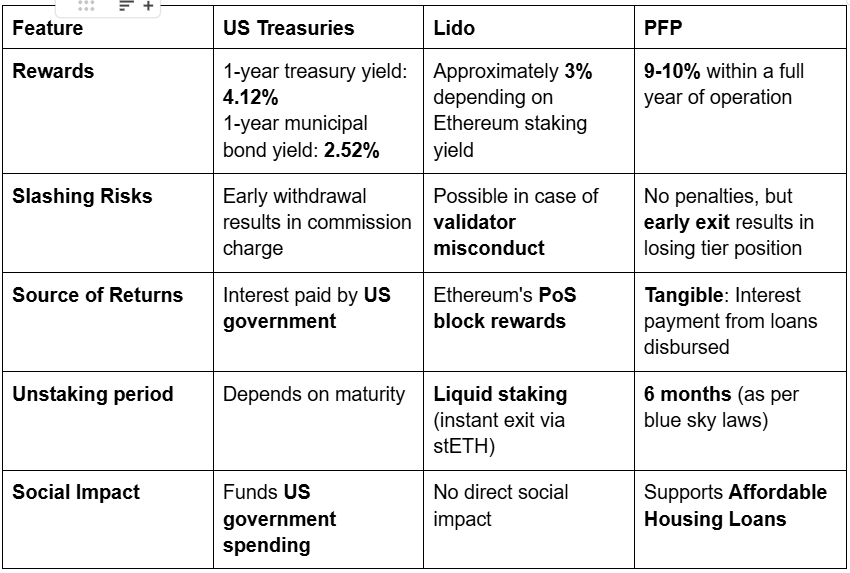 Feature US Treasuries Lido PFP
Rewards
1-year treasury yield:
4.12%
1-year municipal
bond yield: 2.52%
Approximately 3%
depending on
Ethereum staking
yield
9-10% within a full
year of operation
Slashing Risks
Early withdrawal
results in commission
charge
Possible in case of
validator
misconduct
No penalties, but
early exit results in
losing tier position
Source of Returns
Interest paid by US
government
Ethereum's PoS
block rewards
Tangible: Interest
payment from loans
disbursed
Unstaking period
Depends on maturity
Liquid staking
(instant exit via
stETH)
6 months (as per
blue sky laws)
Social Impact
Funds US
government
spending
No direct social
impact
Supports Affordable
Housing Loans